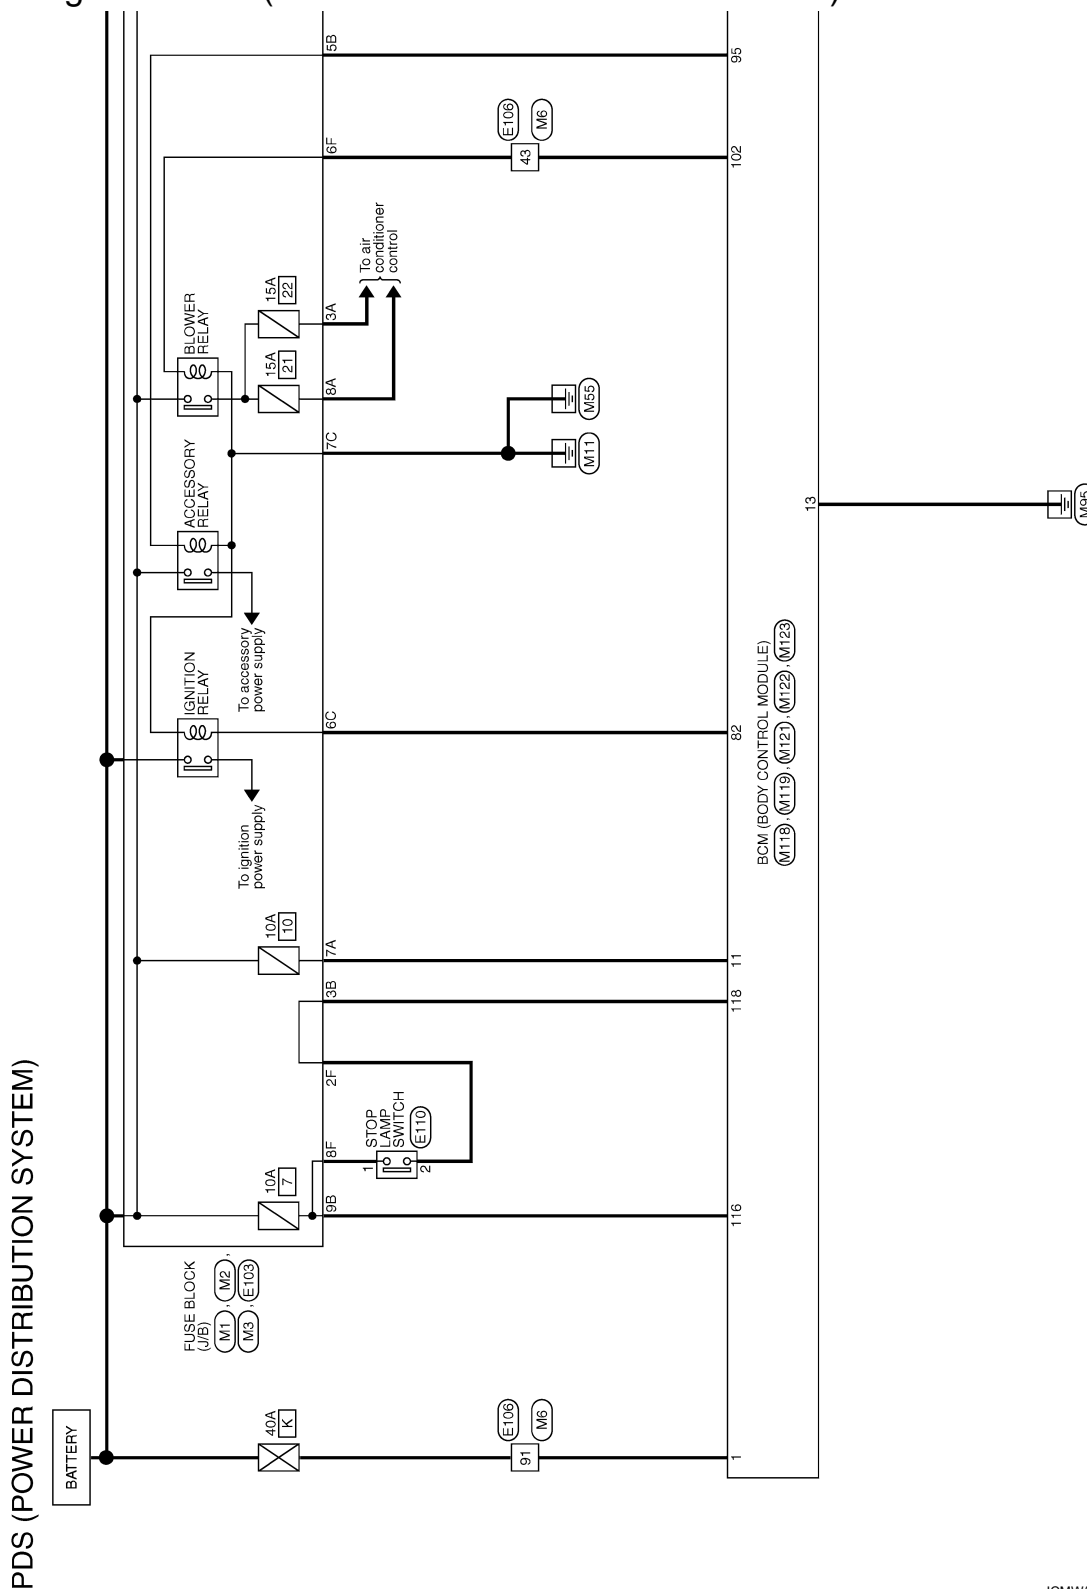 PDS (POWER DISTRIBUTION SYSTEM)
BATTERY
40A
K
E106
M6
91
1
FUSE BLOCK
(J/B)
M1 , M2 ,
M3 , E103
10A
7
9B
116
8F
1
2
STOP
LAMP
SWITCH
E110
2F
3B
118
10A
10
7A
11
To ignition
power supply
IGNITION
RELAY
6C
82
To accessory
power supply
ACCESSORY
RELAY
7C
M11
M55
BLOWER
RELAY
15A
21
8A
15A
22
3A
To air
conditioner
control
6F
E106
M6
43
102
5B
95
BCM (BODY CONTROL MODULE)
M118 , M119 , M121 , M122 , M123
13
M95